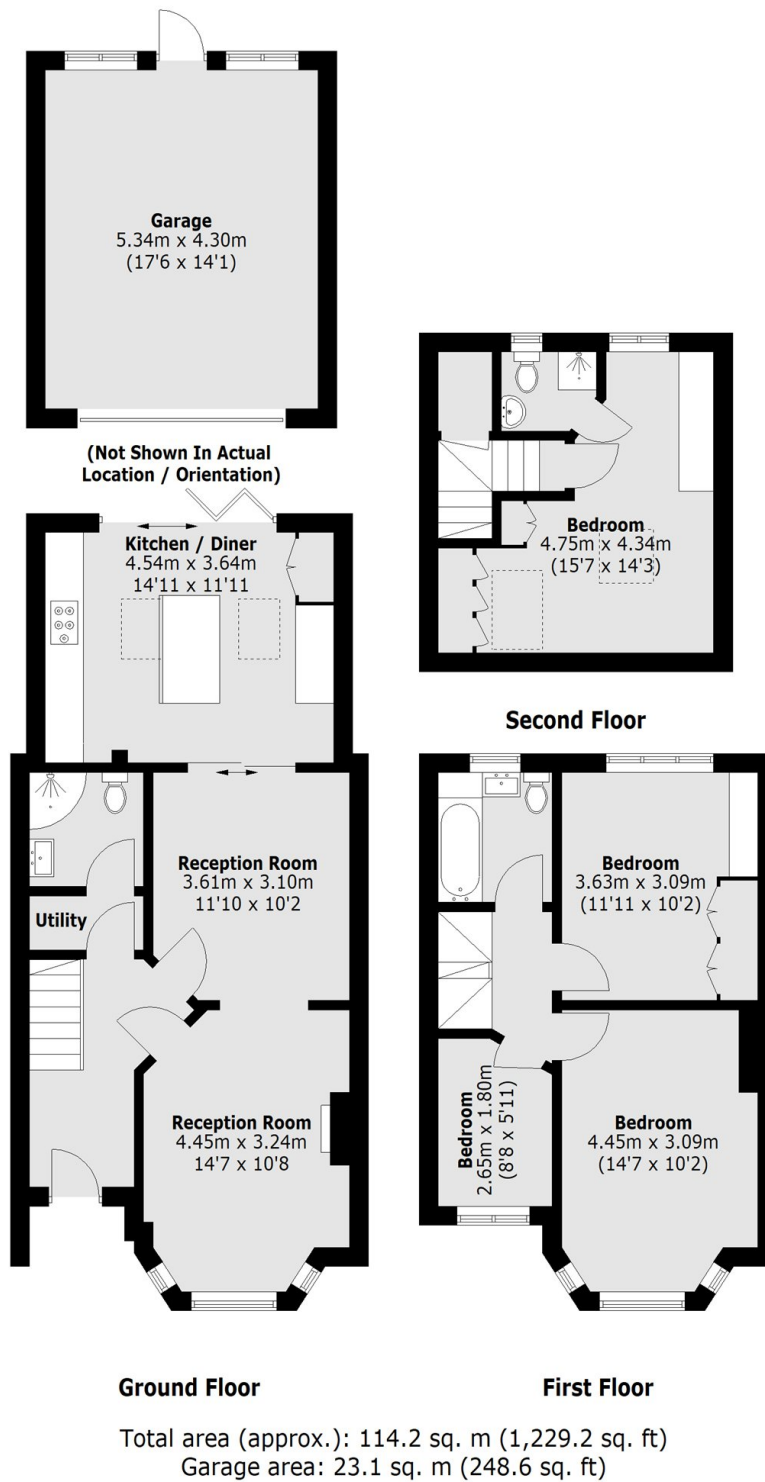 Garage
5.34m x 4.30m
(17'6 x 14'1)
(Not Shown In Actual
Location / Orientation)
Kitchen / Diner
4.54m x 3.64m
14'11 x 11'11
Bedroom
4.75m x 4.34m
(15'7 x 14'3)
Second Floor
Reception Room
3.61m x 3.10m
11'10 x 10'2
Utility
Reception Room
4.45m x 3.24m
14'7 x 10'8
Bedroom
3.63m x 3.09m
(11'11 x 10'2)
Bedroom
2.65m x 1.80m
(8'8 x 5'11)
Bedroom
4.45m x 3.09m
(14'7 x 10'2)
Ground Floor
First Floor
Total area (approx.): 114.2 sq. m (1,229.2 sq. ft)
Garage area: 23.1 sq. m (248.6 sq. ft)